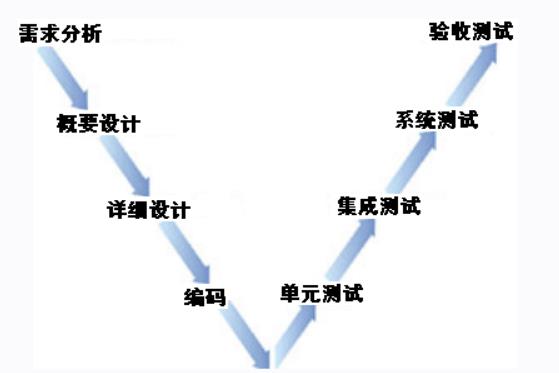 需求分析
验收测试
概要设计
系统测试
详细设计
集成测试
编码
单元测试